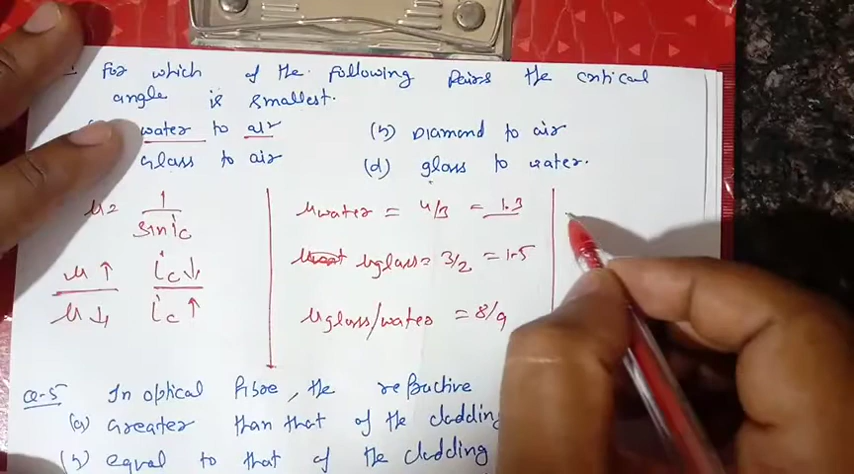 For which of the following pairs the critical
angle is smallest.
water to air (b) Diamond to air
Glass to air (d) glass to water.
μ = 1/sin ic
μ ↑ ic ↓
μ ↓ ic ↑
μwater = 4/3 = 1.3
μglass = 3/2 = 1.5
μglass/water = 8/9
Q-5 In optical fibre, the refractive
(a) Greater than that of the cladding
(b) equal to that of the cladding